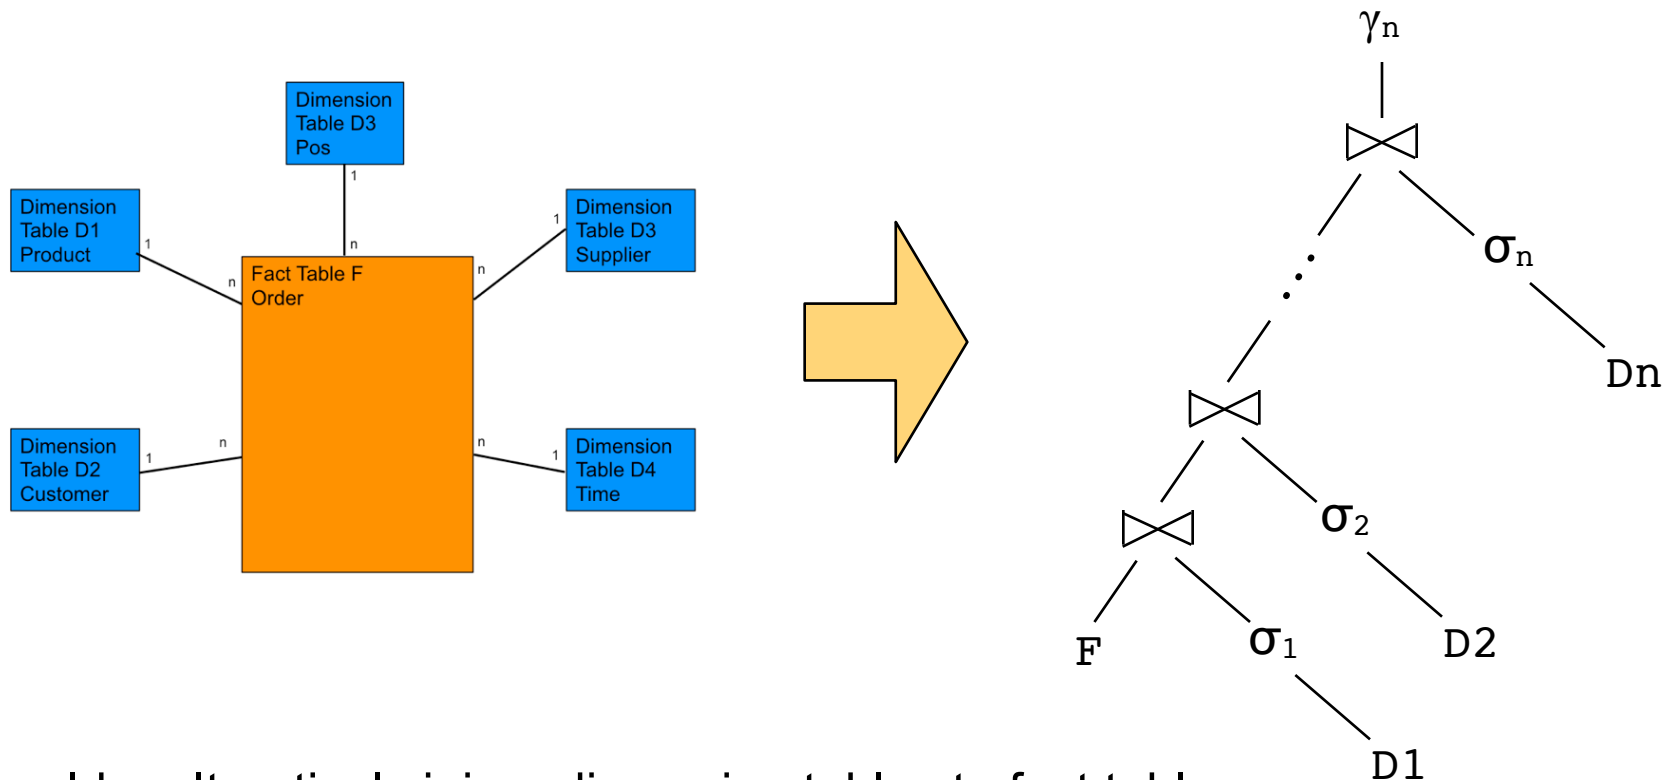 γn
Dimension
Table D3
Pos
1
n
Dimension
Table D1
Product
1
n
Dimension
Table D3
Supplier
1
n
Fact Table F
Order
Dimension
Table D2
Customer
1
n
Dimension
Table D4
Time
1
n
σn
Dn
σ2
D2
F
σ1
D1